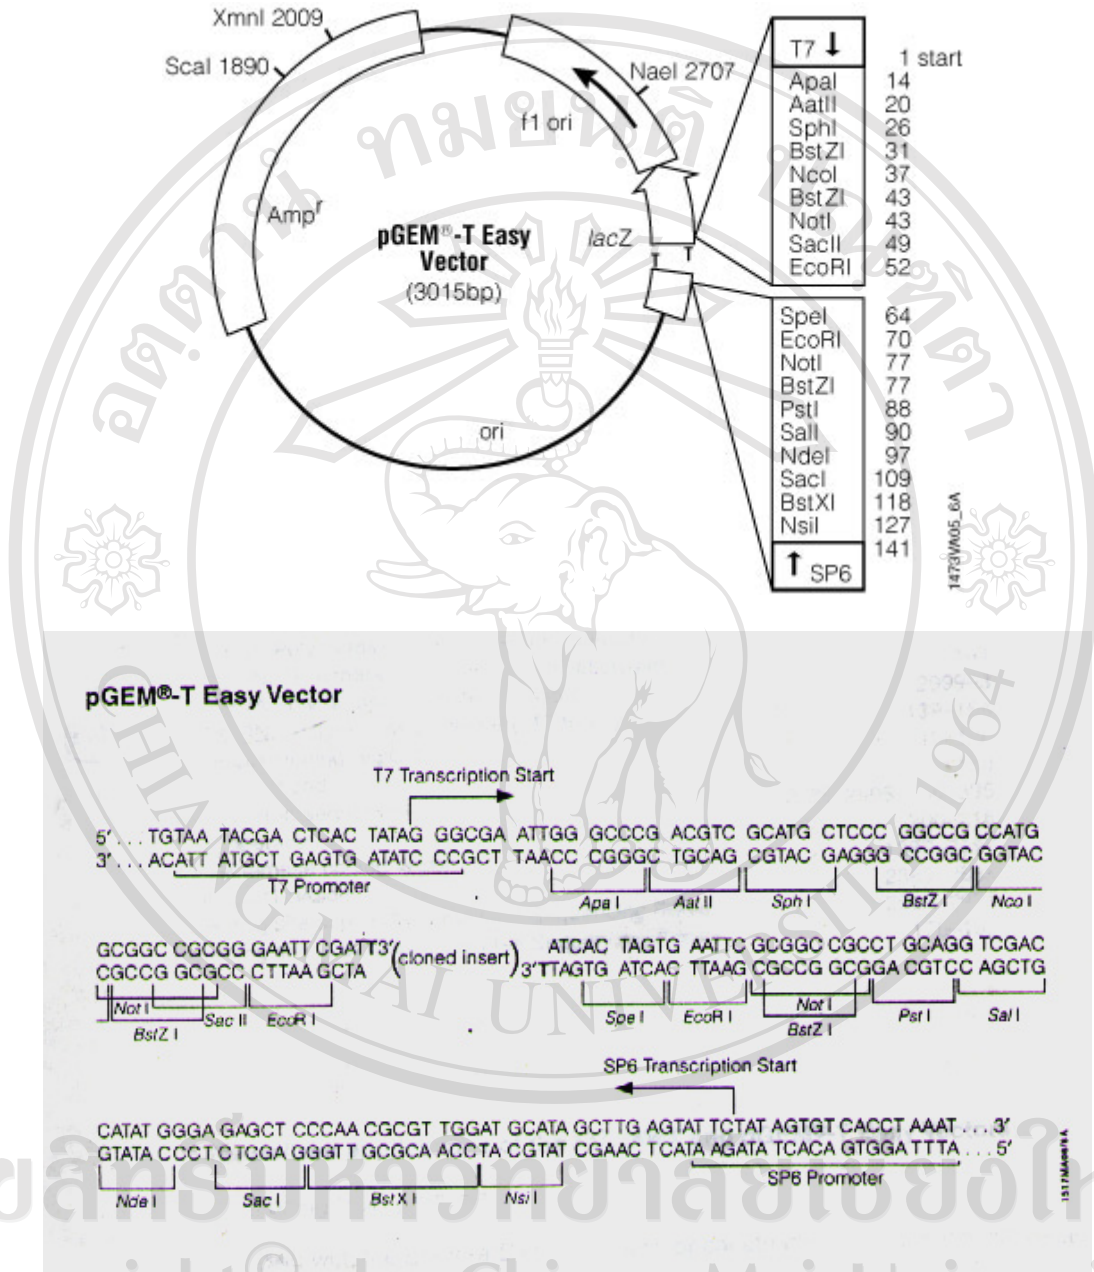 XmnI 2009
ScaI 1890
NaeI 2707
f1 ori
Ampr
pGEM®-T Easy
Vector
(3015bp)
lacZ
T T
ori
T7 ↓
1 start
ApaI 14
AatII 20
SphI 26
BstZI 31
NcoI 37
BstZI 43
NotI 43
SacII 49
EcoRI 52
SpeI 64
EcoRI 70
NotI 77
BstZI 77
PstI 88
SalI 90
NdeI 97
SacI 109
BstXI 118
NsiI 127
141
↑ SP6
1473VA05_6A
CHIANG MAI UNIVERSITY 1964
pGEM®-T Easy Vector
T7 Transcription Start
5′ . . . TGTAA TACGA CTCAC TATAG GGCGA ATTGG GCCCG ACGTC GCATG CTCCC GGCCG CCATG
3′ . . . ACATT ATGCT GAGTG ATATC CCGCT TAACC CGGGC TGCAG CGTAC GAGGG CCGGC GGTAC
T7 Promoter
Apa I Aat II Sph I BstZ I Nco I
GCGGC CGCGG GAATT CGATT3′ (cloned insert) ATCAC TAGTG AATTC GCGGC CGCCT GCAGG TCGAC
CGCCG GCGCC CTTAA GCTA 3′TTAGTG ATCAC TTAAG CGCCG GCGGA CGTCC AGCTG
Not I Sac II EcoR I Spe I EcoR I Not I Pst I Sal I
BstZ I BstZ I
SP6 Transcription Start
CATAT GGGA GAGCT CCCAA CGCGT TGGAT GCATA GCTTG AGTAT TCTAT AGTGT CACCT AAAT . . . 3′
GTATA CCCT CTCGAG GGGTT GCGCA ACCTA CGTAT CGAAC TCATA AGATA TCACA GTGGA TTTA . . . 5′
SP6 Promoter
Nde I Sac I BstX I Nsi I